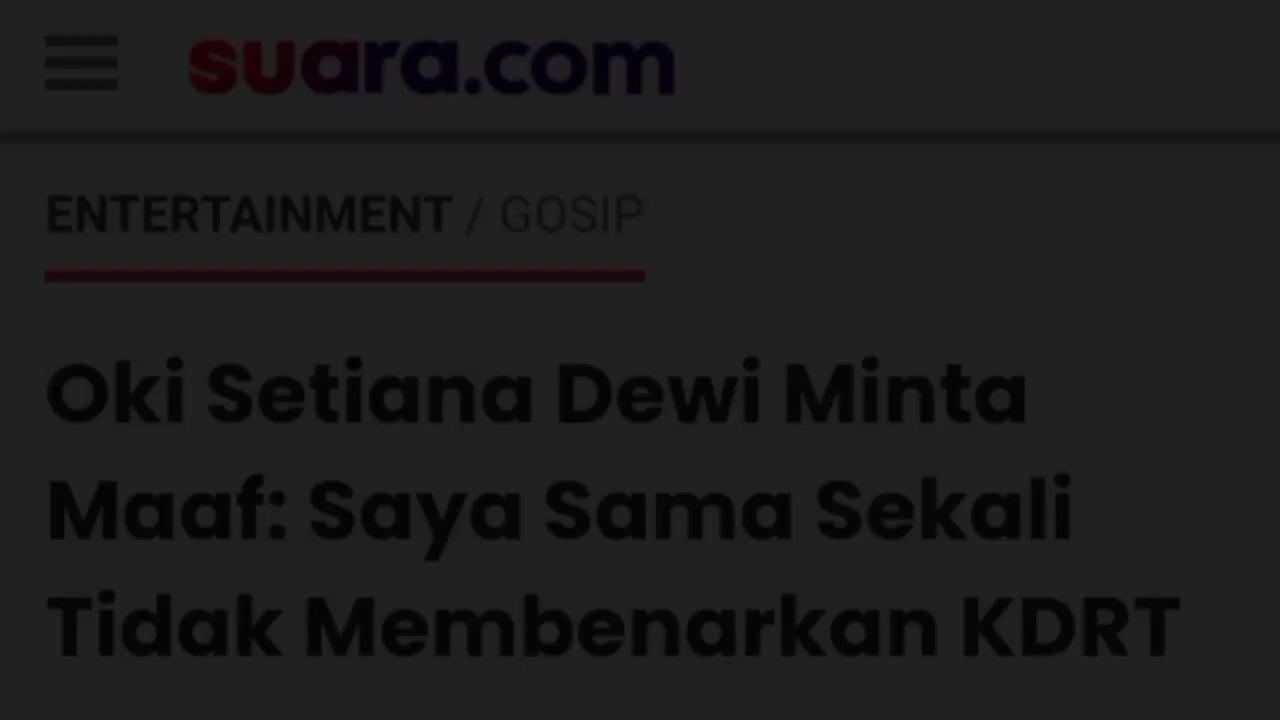 suara.com
ENTERTAINMENT / GOSIP
Oki Setiana Dewi Minta
Maaf: Saya Sama Sekali
Tidak Membenarkan KDRT